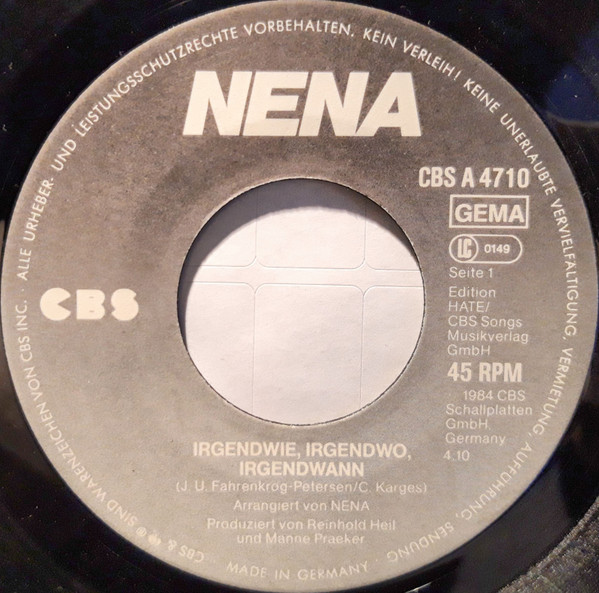 NENA
CBS A 4710
GEMA
LC 0149
Seite 1
Edition
HATE/
CBS Songs
Musikverlag
GmbH
45 RPM
1984 CBS
Schallplatten
GmbH,
Germany
4.10
CBS
IRGENDWIE, IRGENDWO,
IRGENDWANN
(J. U. Fahrenkrog-Petersen/C. Karges)
Arrangiert von NENA
Produziert von Reinhold Heil
und Manne Praeker
CBS & ℗ SIND WARENZEICHEN VON CBS INC. · ALLE URHEBER- UND LEISTUNGSSCHUTZRECHTE VORBEHALTEN. KEIN VERLEIH! KEINE UNERLAUBTE VERVIELFÄLTIGUNG, VERMIETUNG, AUFFÜHRUNG, SENDUNG
MADE IN GERMANY